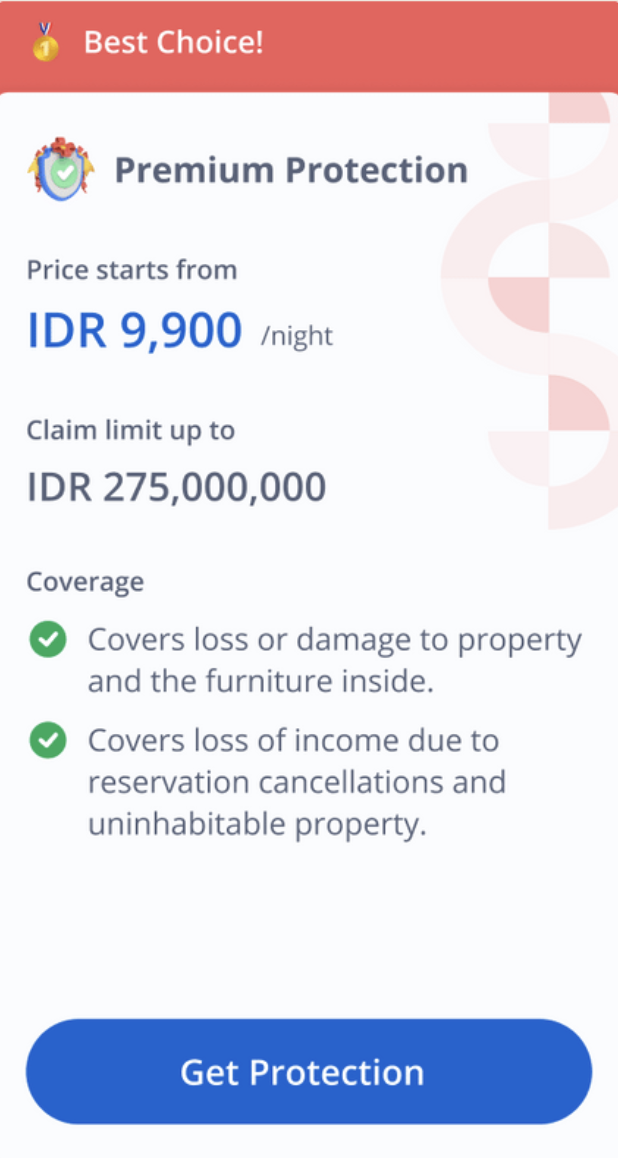 1 Best Choice!
Premium Protection
Price starts from
IDR 9,900 /night
Claim limit up to
IDR 275,000,000
Coverage
Covers loss or damage to property
and the furniture inside.
Covers loss of income due to
reservation cancellations and
uninhabitable property.
Get Protection